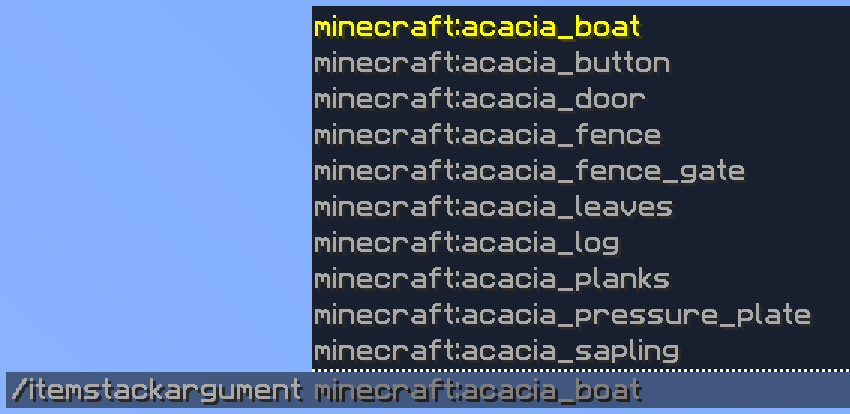 minecraft:acacia_boat
minecraft:acacia_button
minecraft:acacia_door
minecraft:acacia_fence
minecraft:acacia_fence_gate
minecraft:acacia_leaves
minecraft:acacia_log
minecraft:acacia_planks
minecraft:acacia_pressure_plate
minecraft:acacia_sapling
/itemstackargument minecraft:acacia_boat